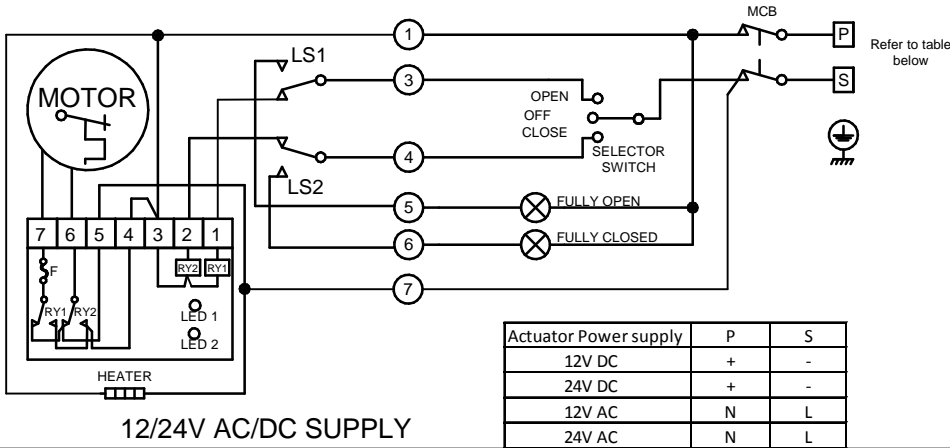 MCB
1
P
Refer to table
below
LS1
3
S
MOTOR
OPEN
OFF
CLOSE
SELECTOR
SWITCH
4
LS2
5
FULLY OPEN
6
FULLY CLOSED
7 6 5 4 3 2 1
F
RY2 RY1
7
RY1 RY2
LED 1
LED 2
HEATER
12/24V AC/DC SUPPLY
Actuator Power supply P S
12V DC + -
24V DC + -
12V AC N L
24V AC N L